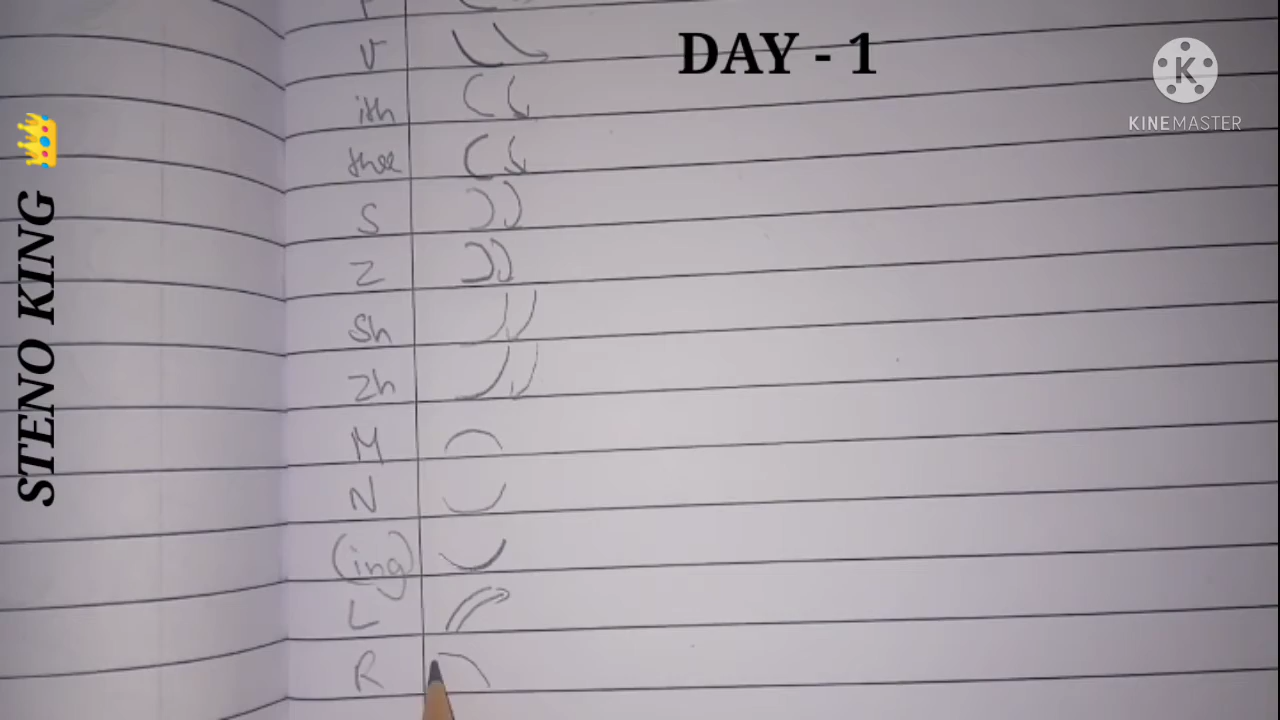 DAY - 1
K
KINEMASTER
STENO KING 👑
V
ith
thee
S
Z
Sh
Zh
M
N
(ing)
L
R